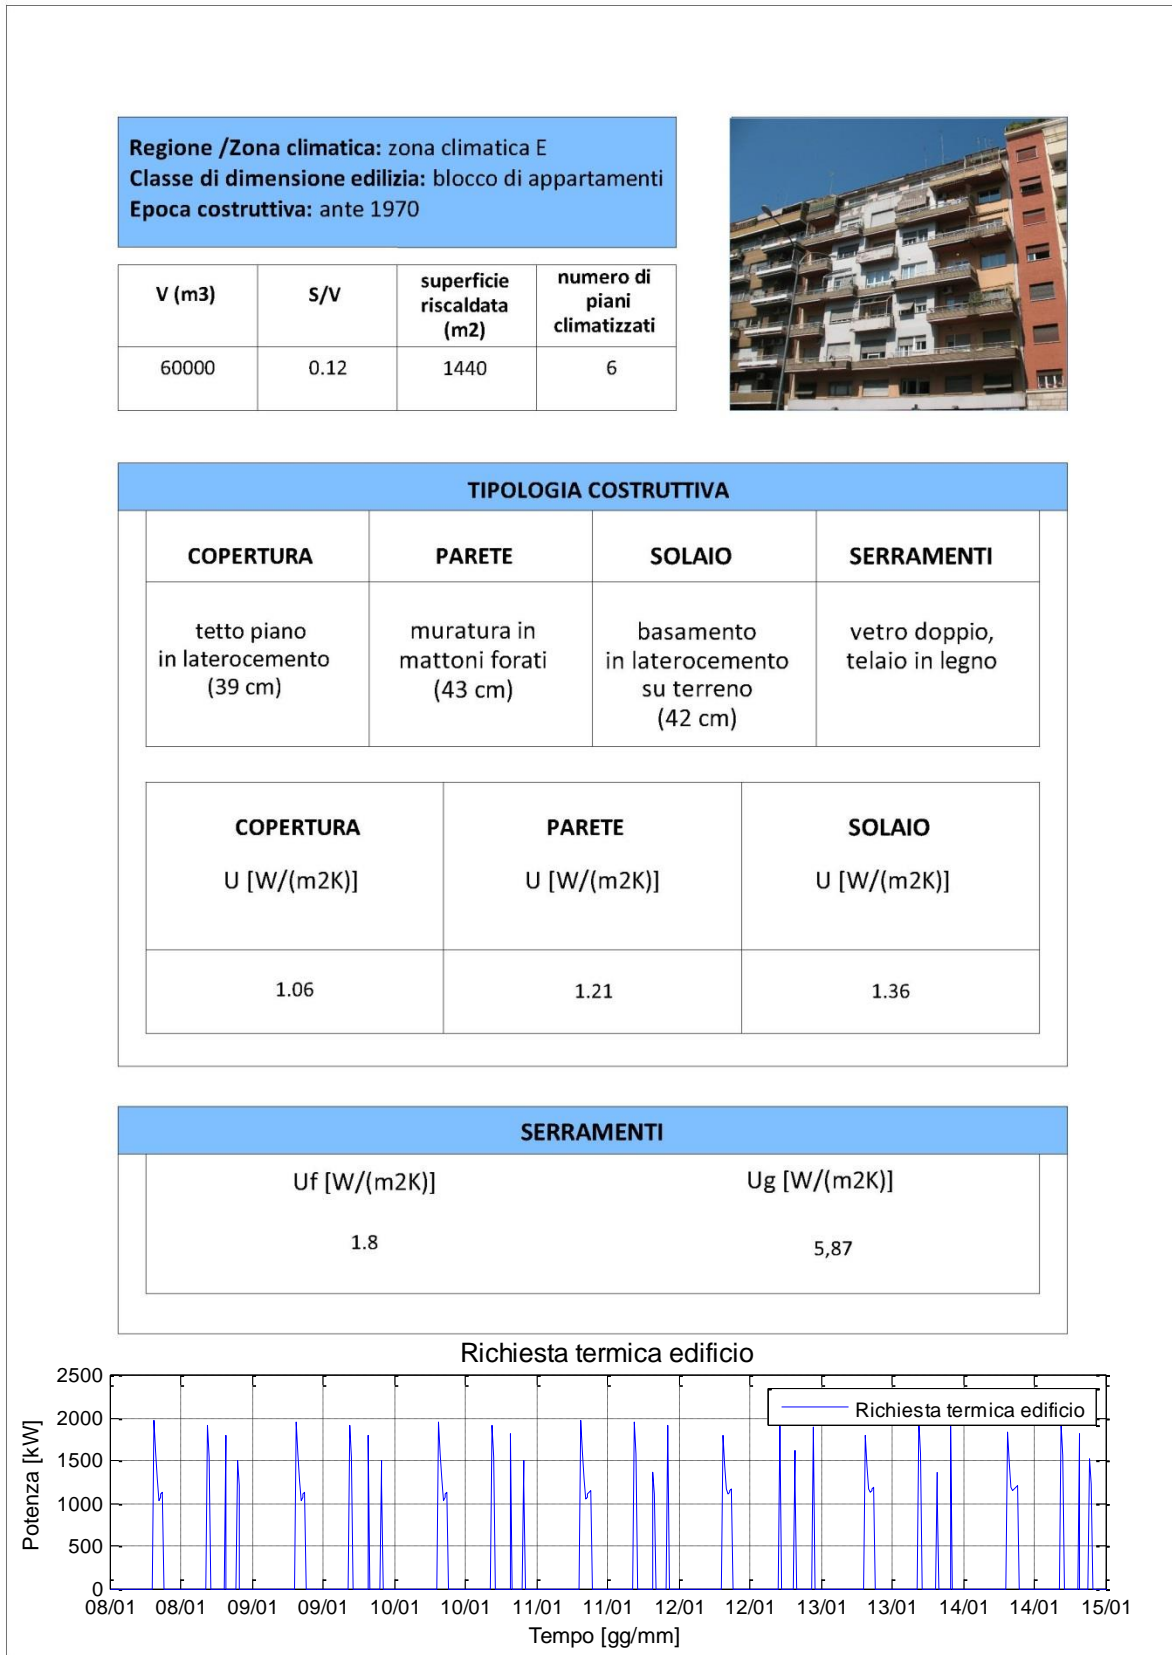 Regione /Zona climatica: zona climatica E
Classe di dimensione edilizia: blocco di appartamenti
Epoca costruttiva: ante 1970
V (m3) S/V superficie riscaldata (m2) numero di piani climatizzati
60000 0.12 1440 6
TIPOLOGIA COSTRUTTIVA
COPERTURA PARETE SOLAIO SERRAMENTI
tetto piano in laterocemento (39 cm)
muratura in mattoni forati (43 cm)
basamento in laterocemento su terreno (42 cm)
vetro doppio, telaio in legno
COPERTURA PARETE SOLAIO
U [W/(m2K)] U [W/(m2K)] U [W/(m2K)]
1.06 1.21 1.36
SERRAMENTI
Uf [W/(m2K)] Ug [W/(m2K)]
1.8 5,87
Richiesta termica edificio
2500
2000
1500
1000
500
0
Potenza [kW]
Richiesta termica edificio
08/01 08/01 09/01 09/01 10/01 10/01 11/01 11/01 12/01 12/01 13/01 13/01 14/01 14/01 15/01
Tempo [gg/mm]